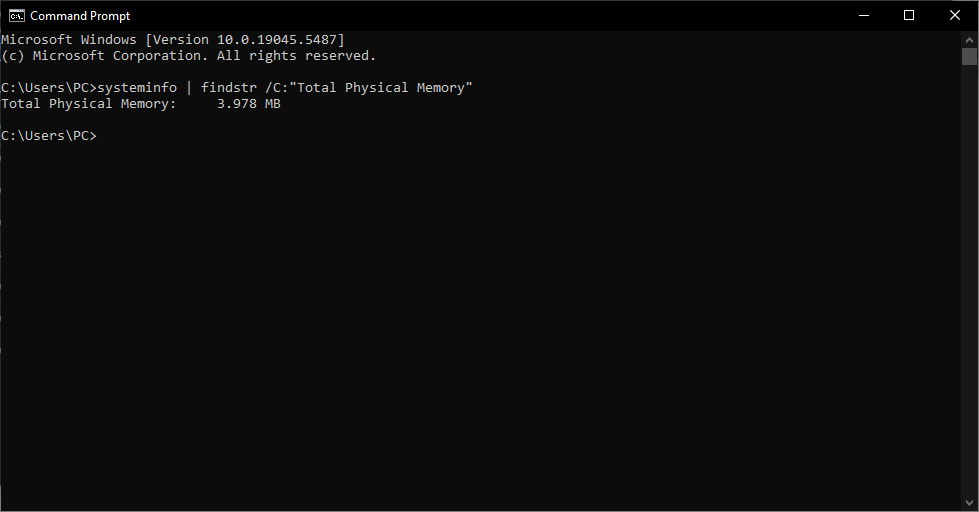 Command Prompt
Microsoft Windows [Version 10.0.19045.5487]
(c) Microsoft Corporation. All rights reserved.
C:\Users\PC>systeminfo | findstr /C:"Total Physical Memory"
Total Physical Memory:     3.978 MB
C:\Users\PC>